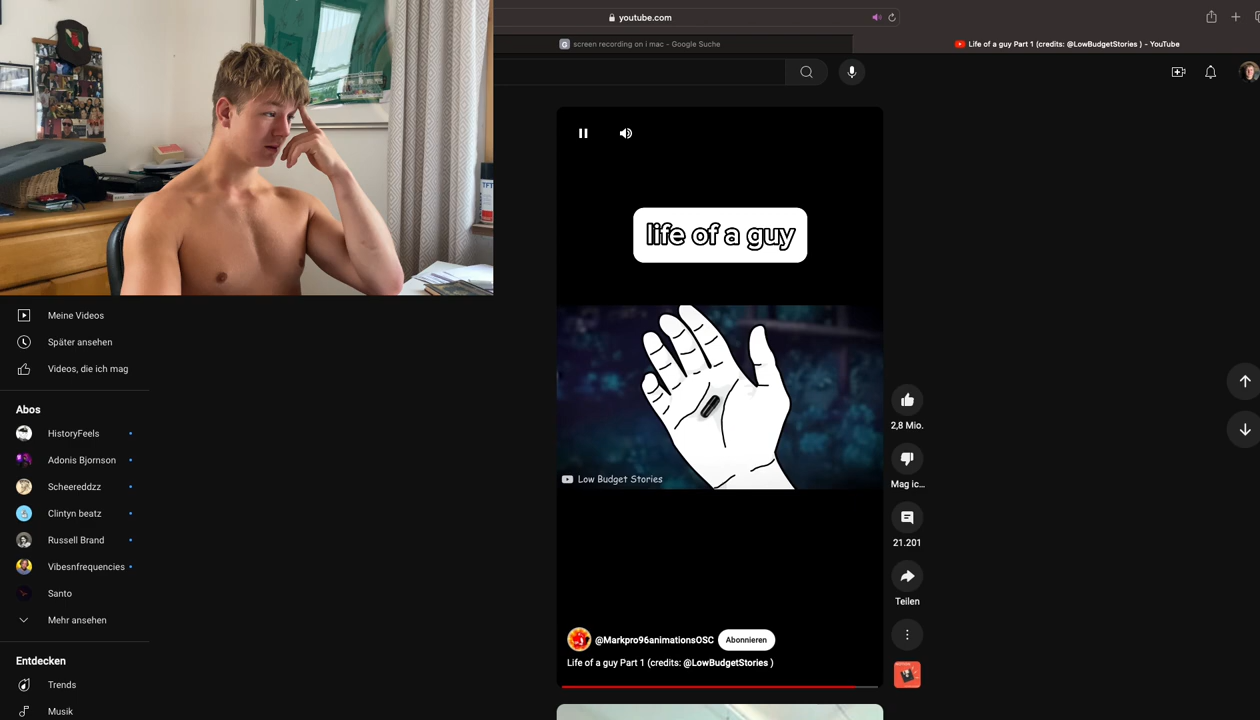 youtube.com
screen recording on i mac - Google Suche
Life of a guy Part 1 (credits: @LowBudgetStories ) - YouTube
TFT
life of a guy
Low Budget Stories
Meine Videos
Später ansehen
Videos, die ich mag
Abos
HistoryFeels
Adonis Bjornson
Scheereddzz
Clintyn beatz
Russell Brand
Vibesnfrequencies
Santo
Mehr ansehen
Entdecken
Trends
Musik
2,8 Mio.
Mag ic...
21.201
Teilen
@Markpro96animationsOSC
Abonnieren
Life of a guy Part 1 (credits: @LowBudgetStories )